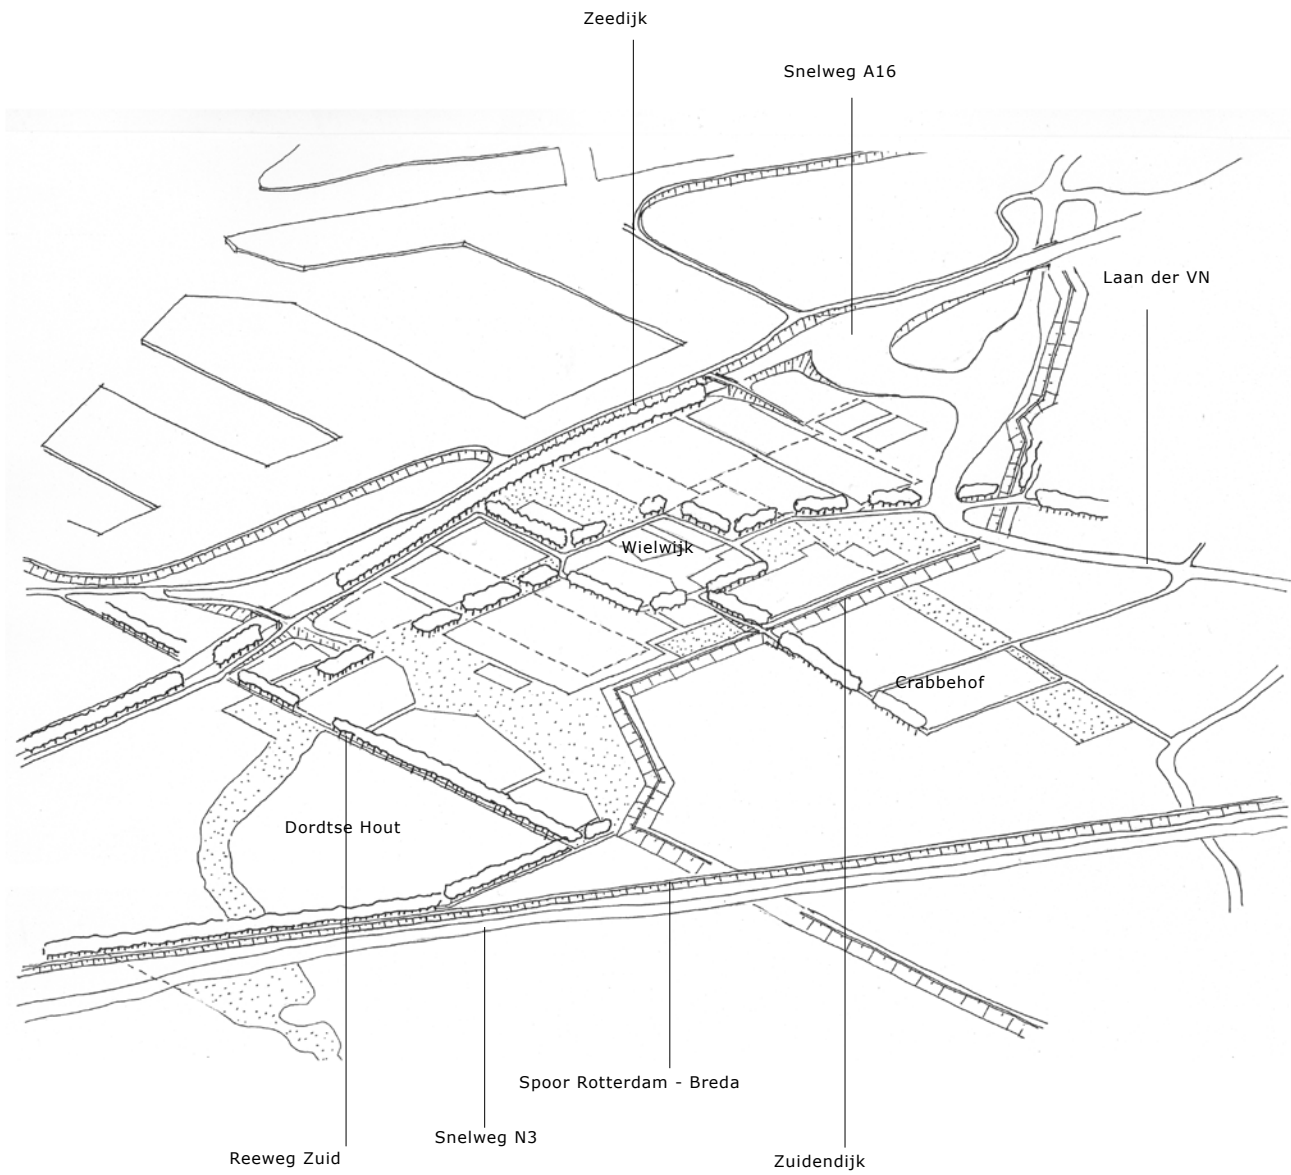 Zeedijk
Snelweg A16
Laan der VN
Wielwijk
Crabbehof
Dordtse Hout
Spoor Rotterdam - Breda
Snelweg N3
Reeweg Zuid
Zuidendijk